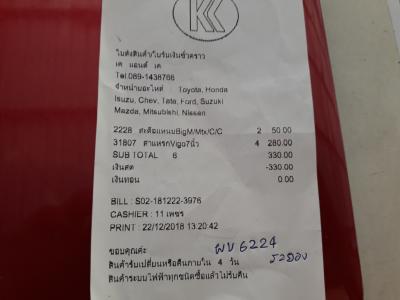 K
ใบส่งสินค้า/ใบรับเงินชั่วคราว
เค แอนด์ เค
Tel.089-1438766
จำหน่ายอะไหล่ : Toyota, Honda
Isuzu, Chev, Tata, Ford, Suzuki
Mazda, Mitsubishi, Nissan
2228 สะดือแหนบBigM/Mtx/C/C 2 50.00
31807 สาแหรกVigo7นิ้ว 4 280.00
SUB TOTAL 6 330.00
เงินสด -330.00
เงินทอน 0.00
BILL : S02-181222-3976
CASHIER : 11 เพชร
PRINT : 22/12/2018 13:20:42
ขอบคุณค่ะ
ผบ 6224
สินค้ารับเปลี่ยนหรือคืนภายใน 4 วัน
ระยอง
สินค้าระบบไฟฟ้าทุกชนิดซื้อแล้วไม่รับคืน